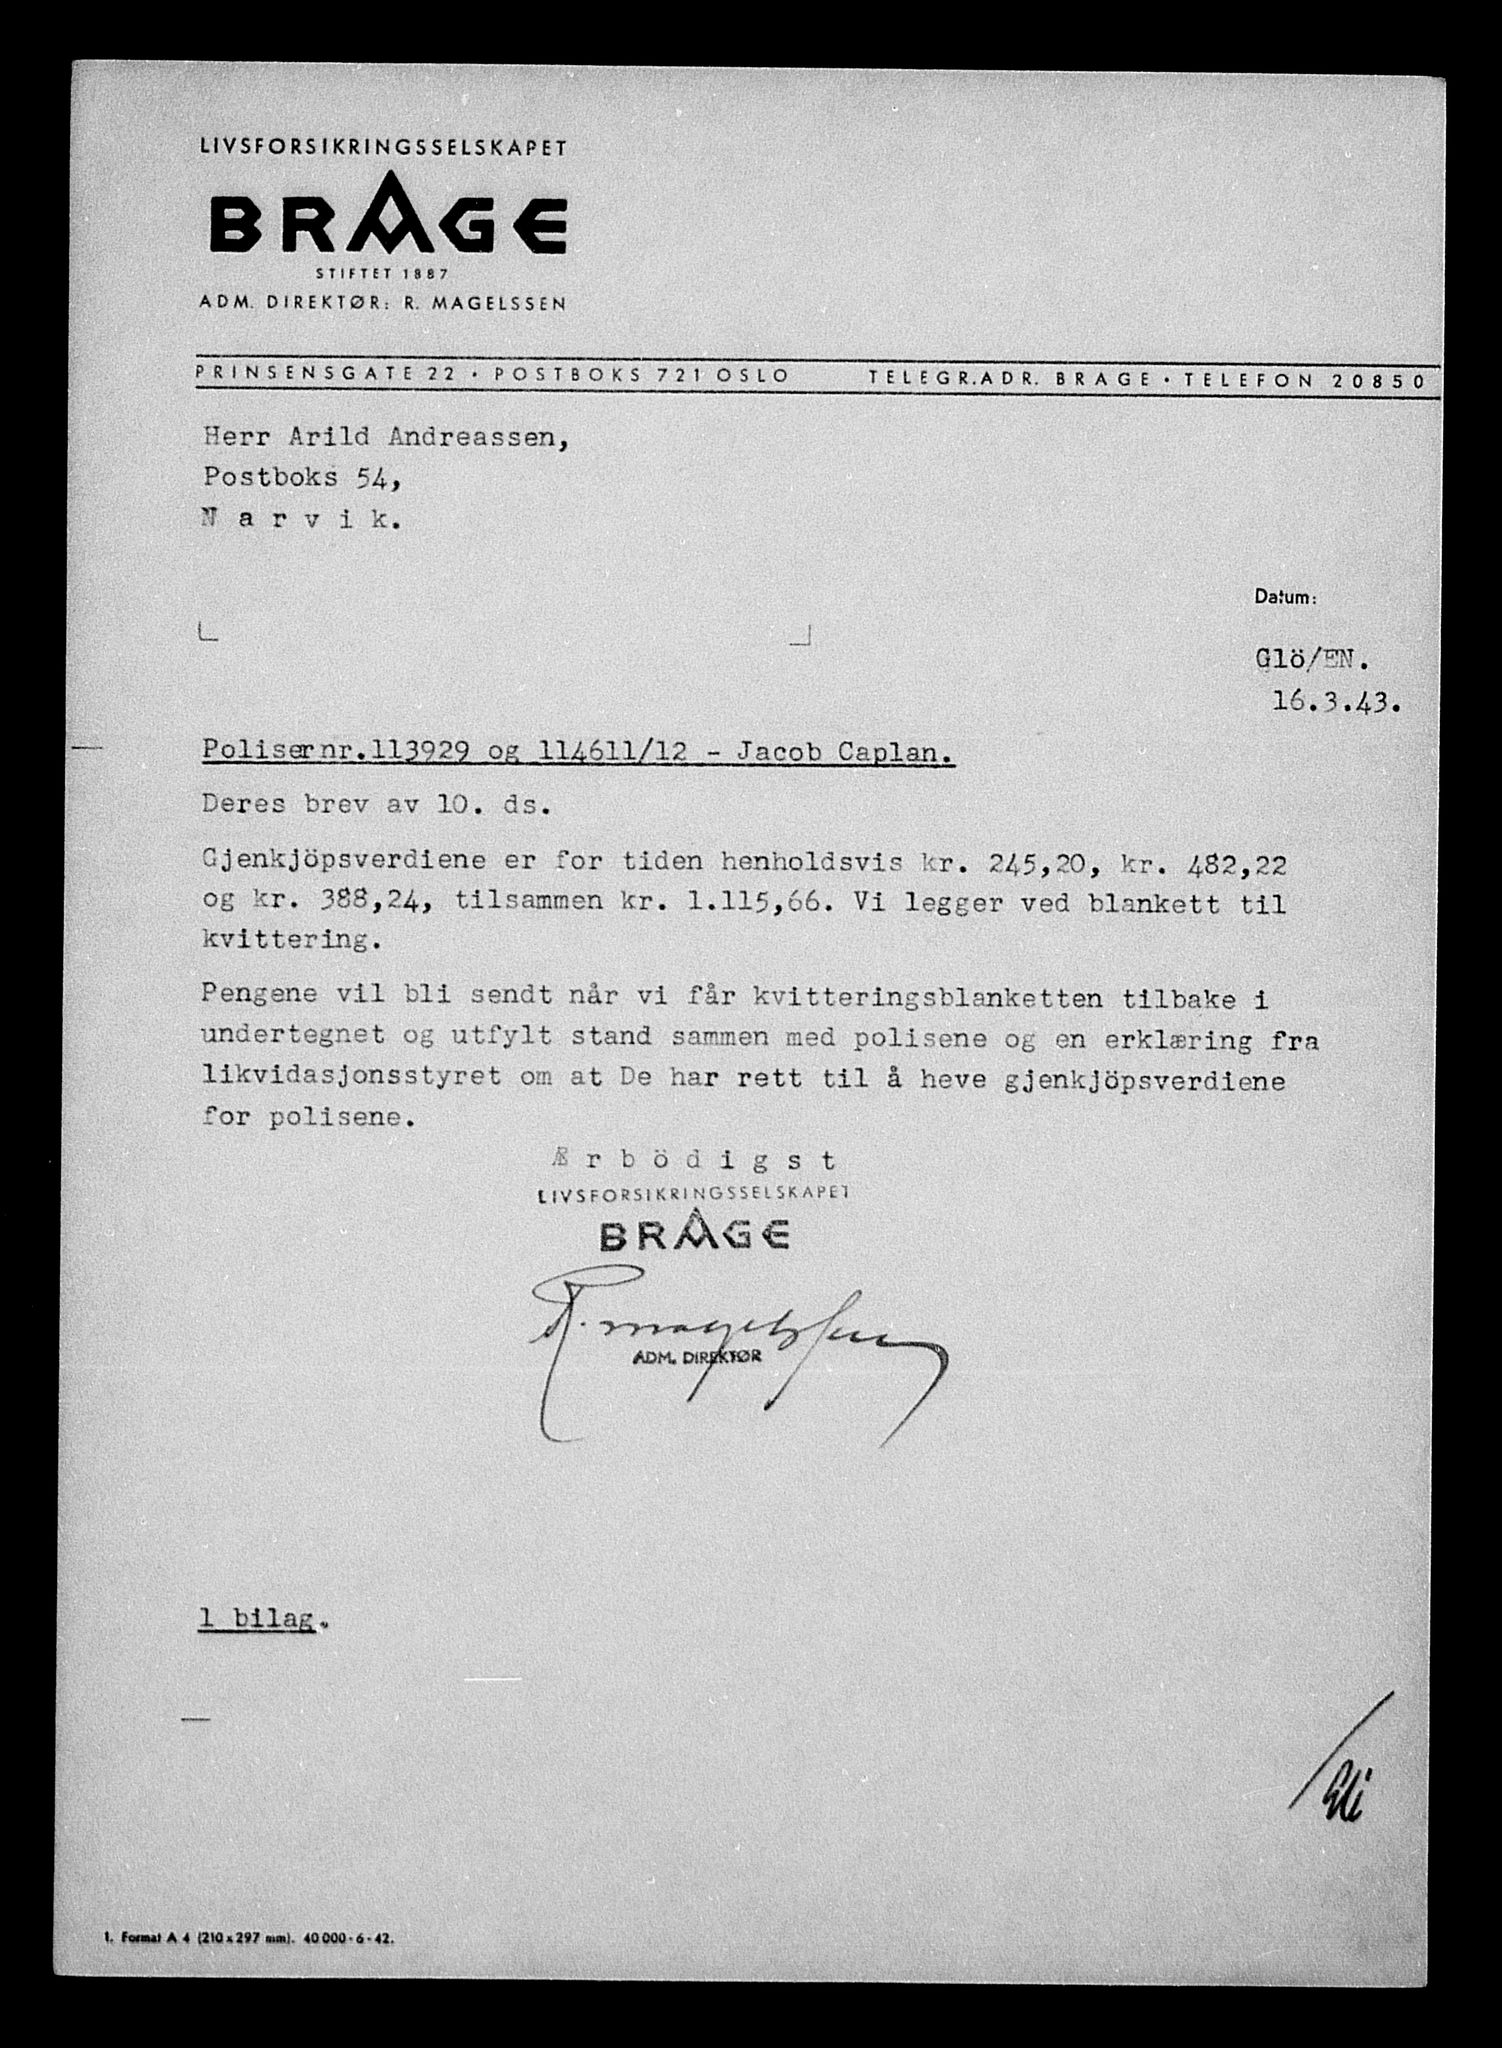 LIVSFORSIKRINGSSELSKAPET
BRAGE
STIFTET 1887
ADM. DIREKTØR: R. MAGELSSEN
PRINSENSGATE 22 • POSTBOKS 721 OSLO TELEGR.ADR. BRAGE • TELEFON 20850
Herr Arild Andreassen,
Postboks 54,
N a r v i k.
Datum:
Glö/EN.
16.3.43.
Polisernr.113929 og 114611/12 - Jacob Caplan.
Deres brev av 10. ds.
Gjenkjöpsverdiene er for tiden henholdsvis kr. 245,20, kr. 482,22
og kr. 388,24, tilsammen kr. 1.115,66. Vi legger ved blankett til
kvittering.
Pengene vil bli sendt når vi får kvitteringsblanketten tilbake i
undertegnet og utfylt stand sammen med polisene og en erklæring fra
likvidasjonsstyret om at De har rett til å heve gjenkjöpsverdiene
for polisene.
Æ r b ö d i g s t
LIVSFORSIKRINGSSELSKAPET
BRAGE
R. Magelssen
ADM. DIREKTØR
1 bilag.
1. Format A 4 (210 x 297 mm). 40 000 - 6 - 42.